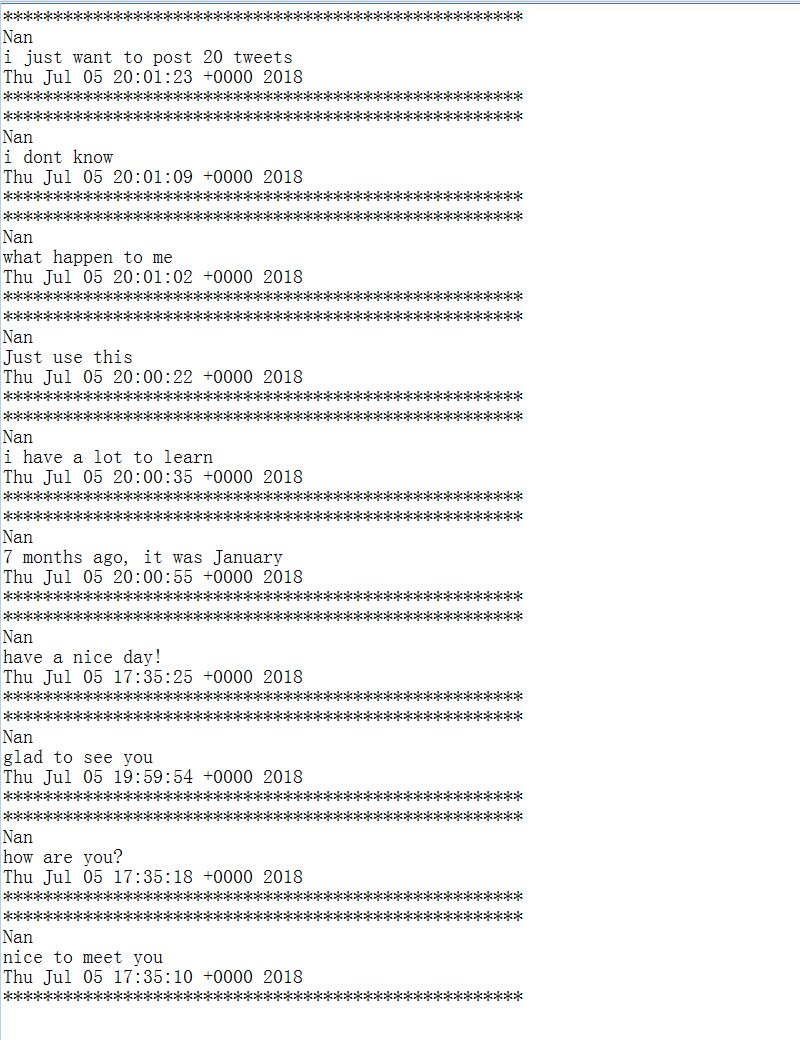 ****************************************************
Nan
i just want to post 20 tweets
Thu Jul 05 20:01:23 +0000 2018
****************************************************
****************************************************
Nan
i dont know
Thu Jul 05 20:01:09 +0000 2018
****************************************************
****************************************************
Nan
what happen to me
Thu Jul 05 20:01:02 +0000 2018
****************************************************
****************************************************
Nan
Just use this
Thu Jul 05 20:00:22 +0000 2018
****************************************************
****************************************************
Nan
i have a lot to learn
Thu Jul 05 20:00:35 +0000 2018
****************************************************
****************************************************
Nan
7 months ago, it was January
Thu Jul 05 20:00:55 +0000 2018
****************************************************
****************************************************
Nan
have a nice day!
Thu Jul 05 17:35:25 +0000 2018
****************************************************
****************************************************
Nan
glad to see you
Thu Jul 05 19:59:54 +0000 2018
****************************************************
****************************************************
Nan
how are you?
Thu Jul 05 17:35:18 +0000 2018
****************************************************
****************************************************
Nan
nice to meet you
Thu Jul 05 17:35:10 +0000 2018
****************************************************